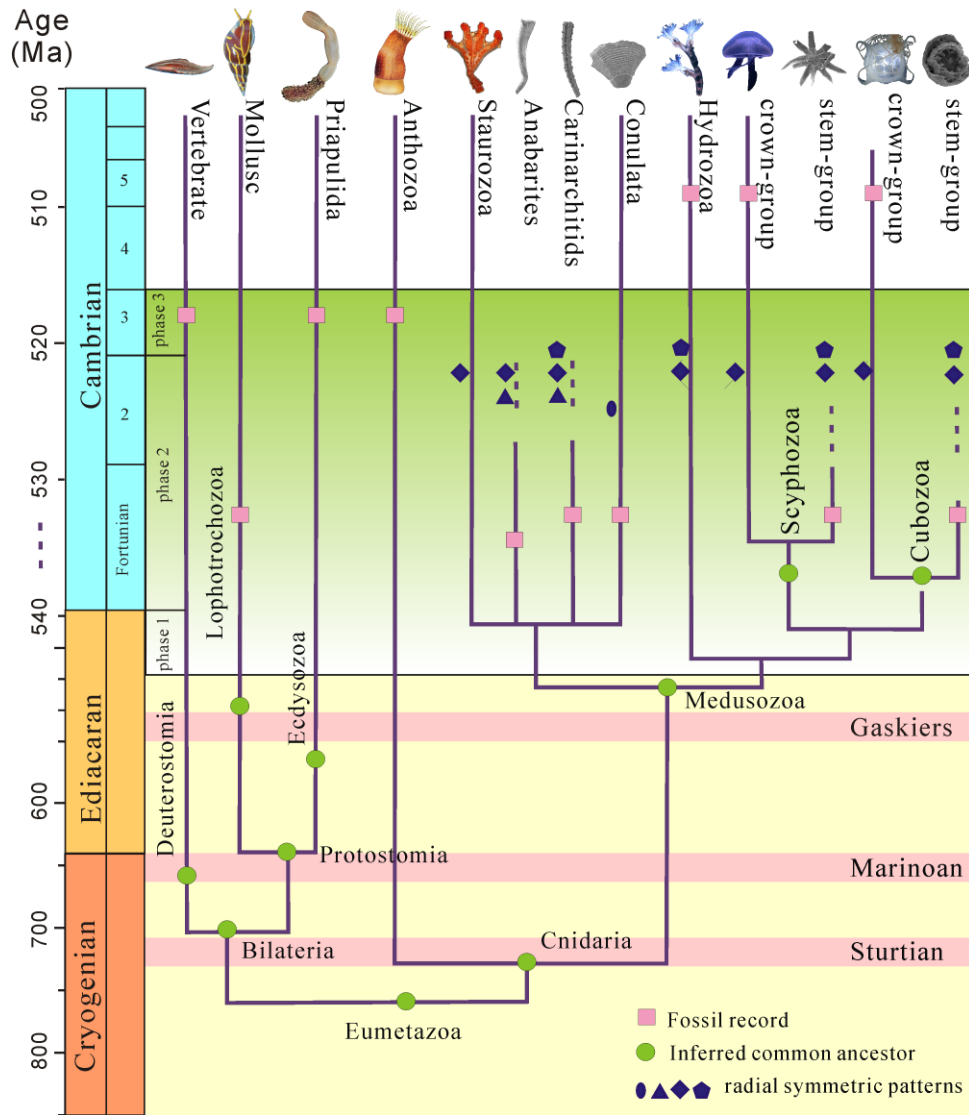 Age
(Ma)
500
510
520
530
540
600
700
800
Cambrian
Ediacaran
Cryogenian
5
4
3
2
Fortunian
phase 3
phase 2
phase 1
Vertebrate
Mollusc
Priapulida
Anthozoa
Staurozoa
Anabarites
Carinarchitids
Conulata
Hydrozoa
crown-group
stem-group
crown-group
stem-group
Scyphozoa
Cubozoa
Lophotrochozoa
Ecdysozoa
Deuterostomia
Medusozoa
Gaskiers
Protostomia
Marinoan
Bilateria
Cnidaria
Sturtian
Eumetazoa
Fossil record
Inferred common ancestor
radial symmetric patterns